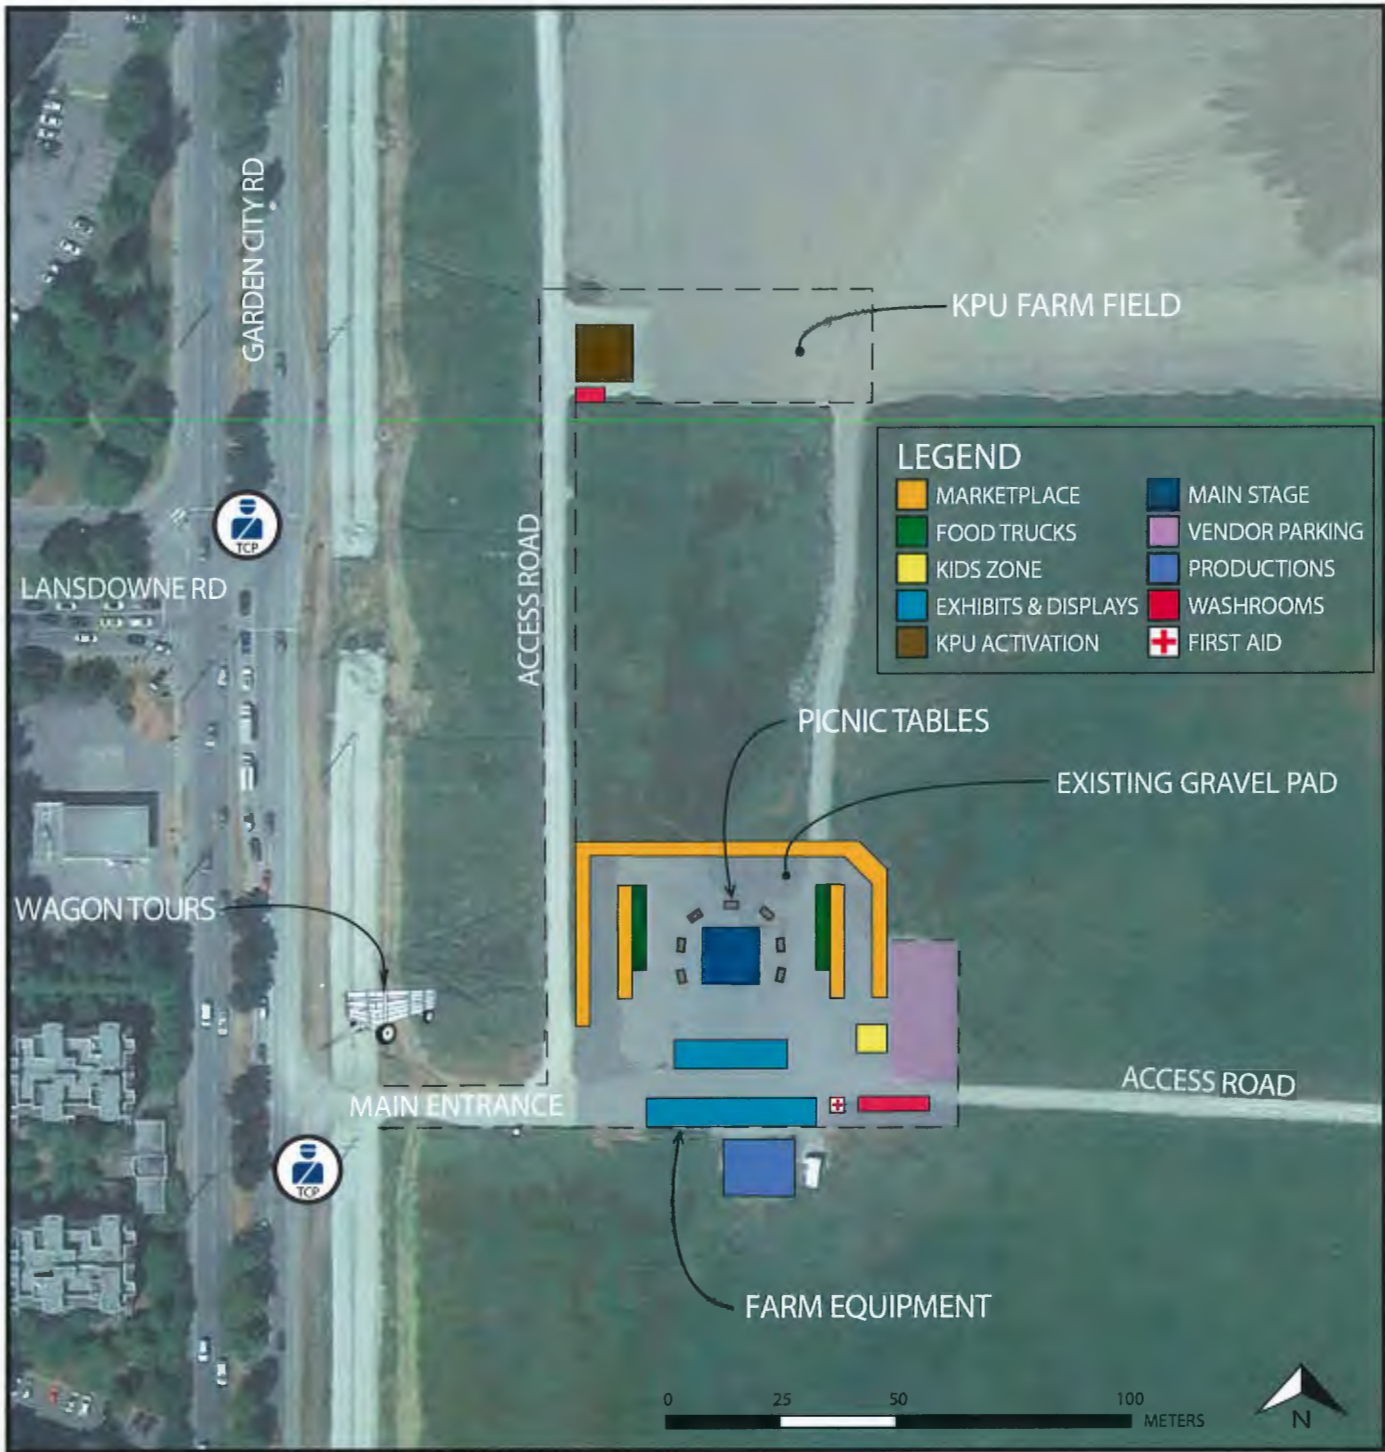 GARDEN CITY RD
KPU FARM FIELD
LEGEND
MARKETPLACE
FOOD TRUCKS
KIDS ZONE
EXHIBITS & DISPLAYS
KPU ACTIVATION
MAIN STAGE
VENDOR PARKING
PRODUCTIONS
WASHROOMS
FIRST AID
TCP
LANSDOWNE RD
ACCESS ROAD
PICNIC TABLES
EXISTING GRAVEL PAD
WAGON TOURS
MAIN ENTRANCE
ACCESS ROAD
TCP
FARM EQUIPMENT
0 25 50 100
METERS
N